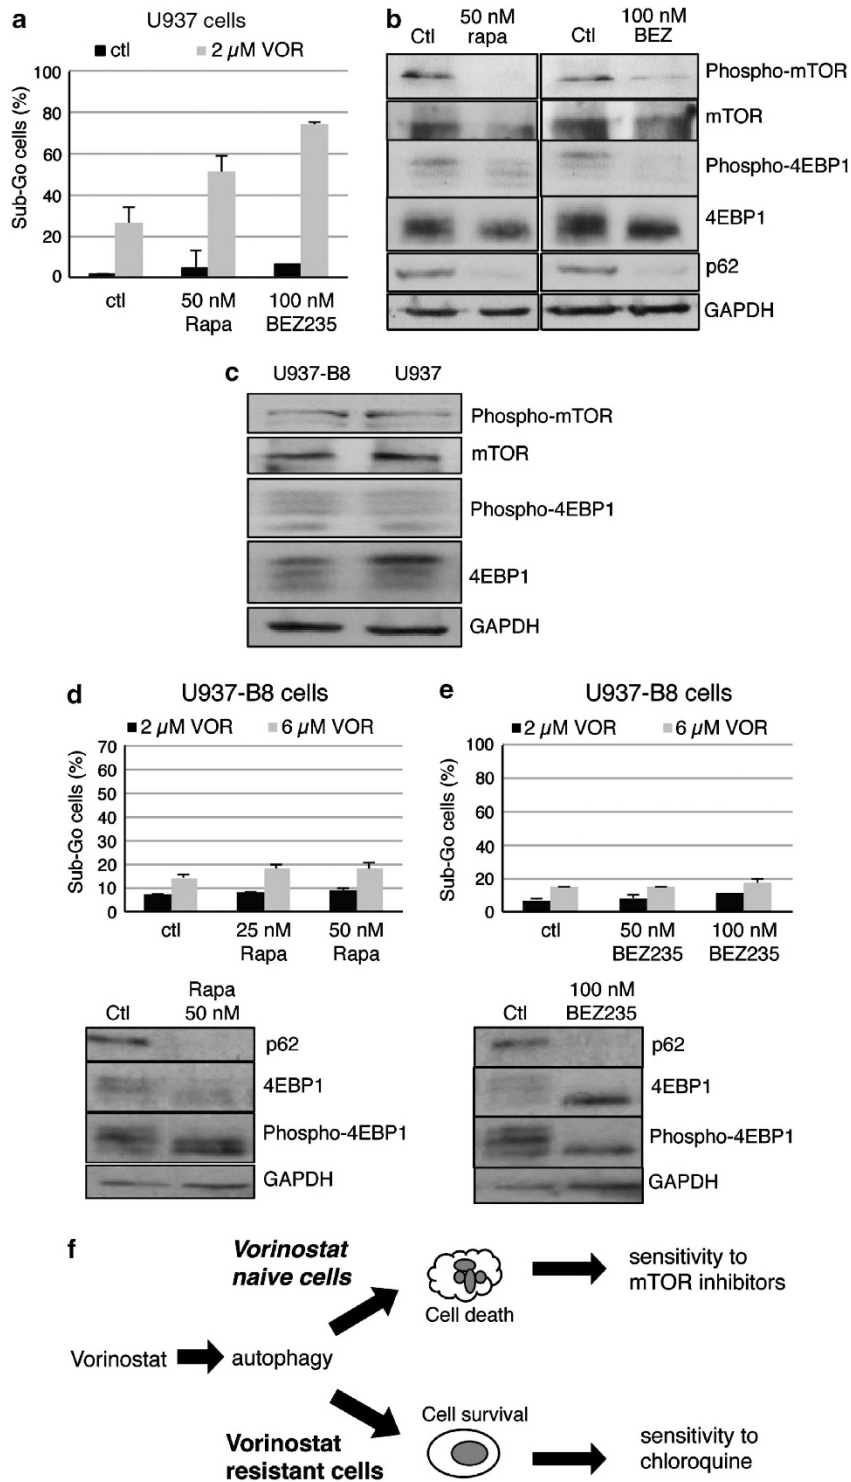 a
U937 cells
ctl
2 µM VOR
Sub-Go cells (%)
100
80
60
40
20
0
ctl
50 nM
Rapa
100 nM
BEZ235
b
Ctl
50 nM
rapa
Ctl
100 nM
BEZ
Phospho-mTOR
mTOR
Phospho-4EBP1
4EBP1
p62
GAPDH
c
U937-B8
U937
Phospho-mTOR
mTOR
Phospho-4EBP1
4EBP1
GAPDH
d
U937-B8 cells
2 µM VOR
6 µM VOR
Sub-Go cells (%)
70
60
50
40
30
20
10
0
ctl
25 nM
Rapa
50 nM
Rapa
Ctl
Rapa
50 nM
p62
4EBP1
Phospho-4EBP1
GAPDH
e
U937-B8 cells
2 µM VOR
6 µM VOR
Sub-Go cells (%)
100
80
60
40
20
0
ctl
50 nM
BEZ235
100 nM
BEZ235
Ctl
100 nM
BEZ235
p62
4EBP1
Phospho-4EBP1
GAPDH
f
Vorinostat
naive cells
Cell death
sensitivity to
mTOR inhibitors
Vorinostat
autophagy
Vorinostat
resistant cells
Cell survival
sensitivity to
chloroquine